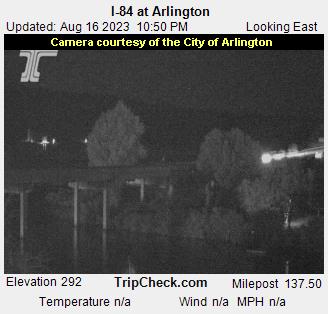 I-84 at Arlington
Updated: Aug 16 2023 10:50 PM Looking East
Camera courtesy of the City of Arlington
Elevation 292 TripCheck.com Milepost 137.50
Temperature n/a Wind n/a MPH n/a